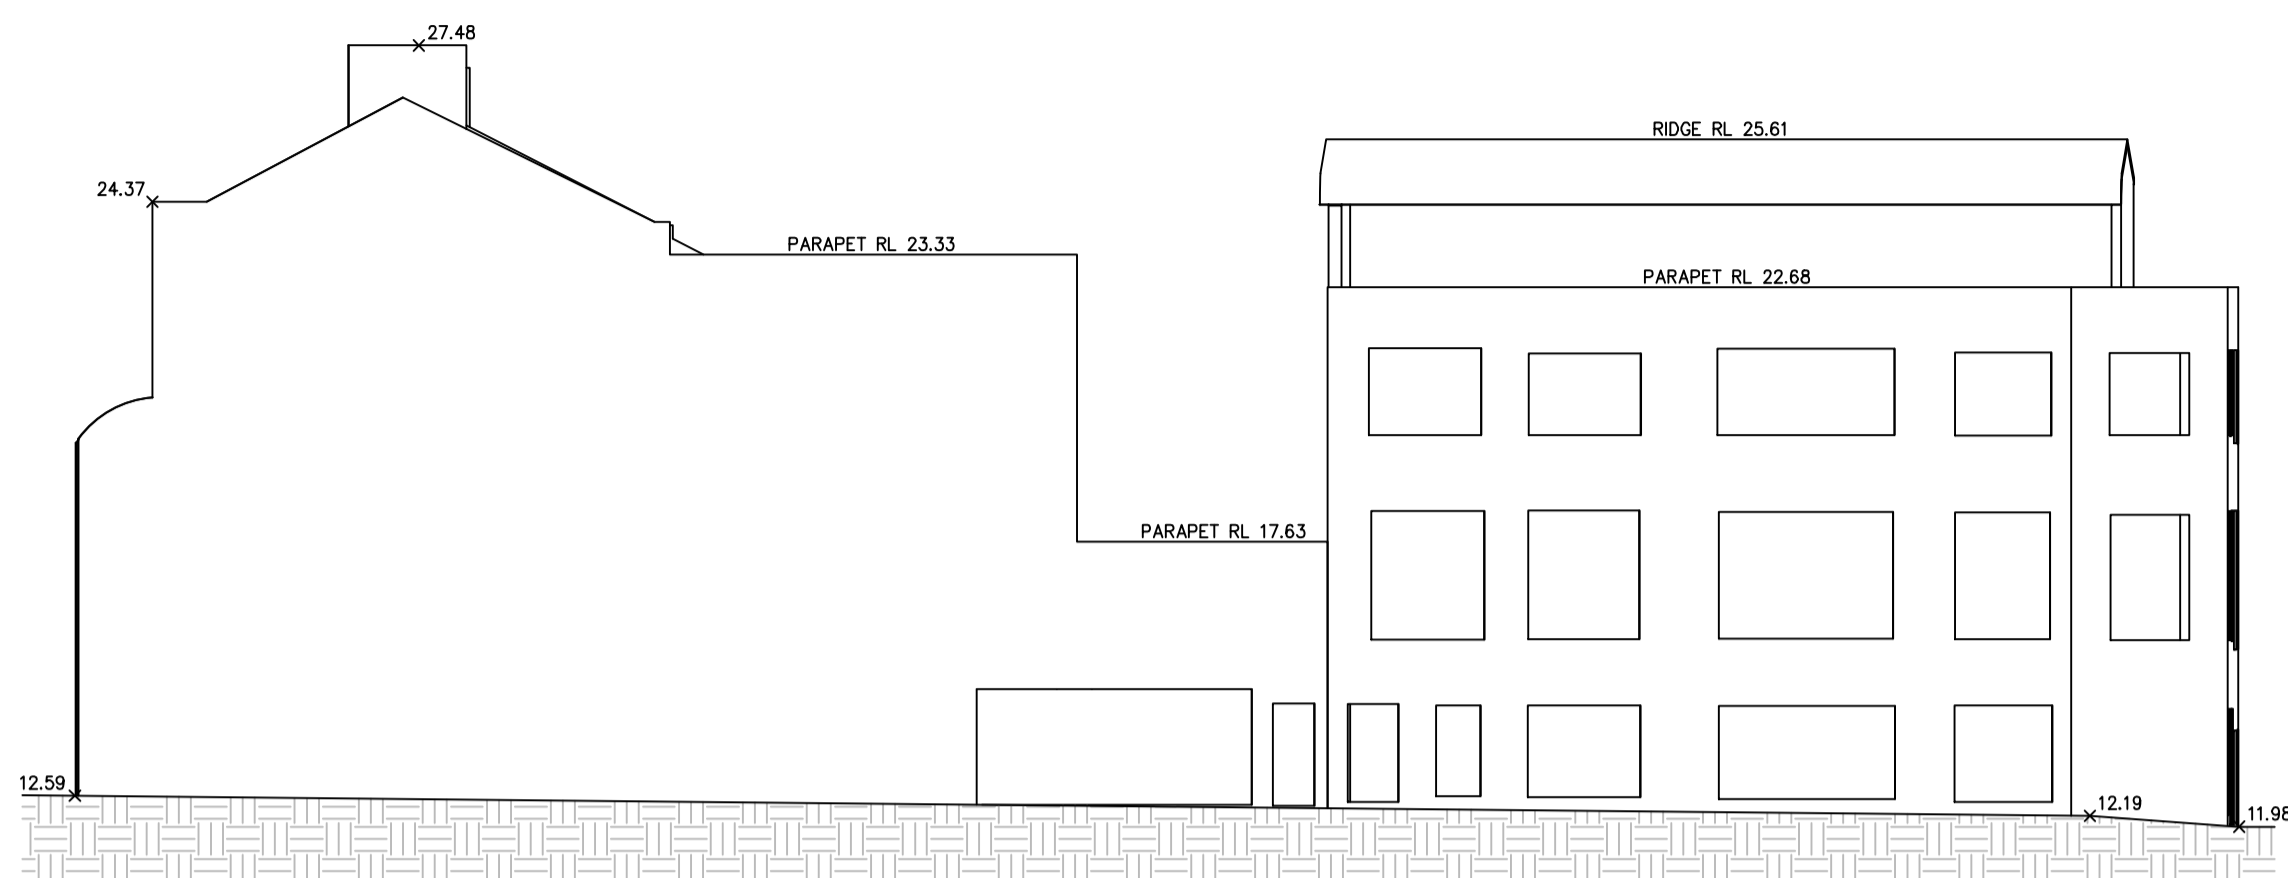 27.48
RIDGE RL 25.61
24.37
PARAPET RL 23.33
PARAPET RL 22.68
PARAPET RL 17.63
12.59
12.19
11.98